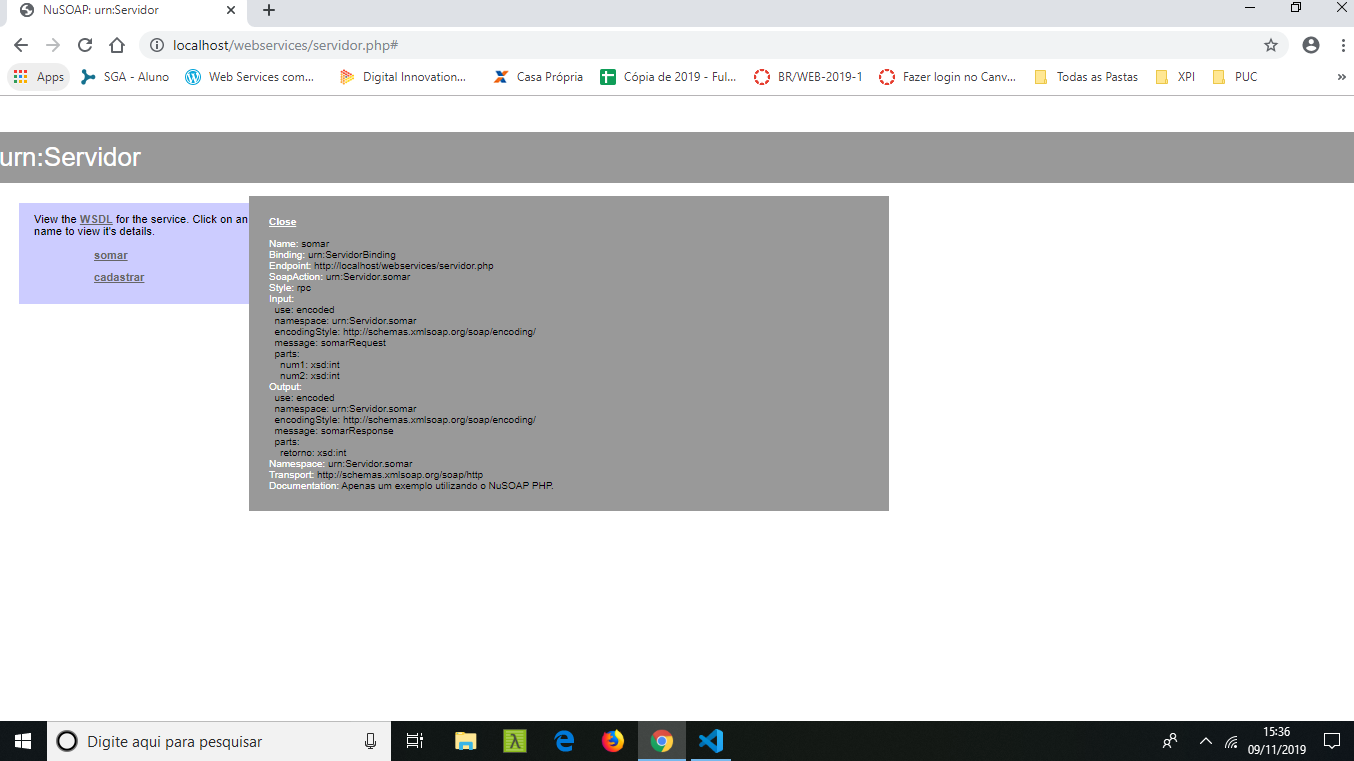 NuSOAP: urn:Servidor
localhost/webservices/servidor.php#
Apps SGA - Aluno Web Services com... Digital Innovation... Casa Própria Cópia de 2019 - Ful... BR/WEB-2019-1 Fazer login no Canv... Todas as Pastas XPI PUC »
urn:Servidor
View the WSDL for the service. Click on an
name to view it's details.
somar
cadastrar
Close
Name: somar
Binding: urn:ServidorBinding
Endpoint: http://localhost/webservices/servidor.php
SoapAction: urn:Servidor.somar
Style: rpc
Input:
use: encoded
namespace: urn:Servidor.somar
encodingStyle: http://schemas.xmlsoap.org/soap/encoding/
message: somarRequest
parts:
num1: xsd:int
num2: xsd:int
Output:
use: encoded
namespace: urn:Servidor.somar
encodingStyle: http://schemas.xmlsoap.org/soap/encoding/
message: somarResponse
parts:
retorno: xsd:int
Namespace: urn:Servidor.somar
Transport: http://schemas.xmlsoap.org/soap/http
Documentation: Apenas um exemplo utilizando o NuSOAP PHP.
Digite aqui para pesquisar
15:36
09/11/2019